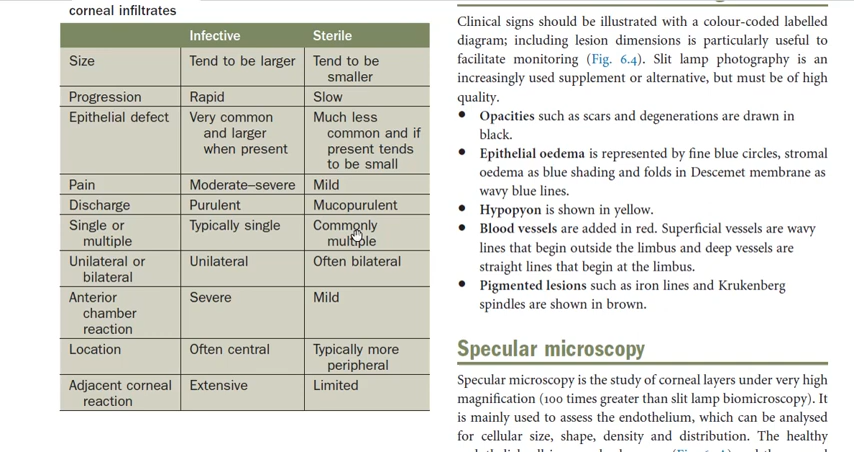 corneal infiltrates
Infective Sterile
Size Tend to be larger Tend to be
smaller
Progression Rapid Slow
Epithelial defect Very common Much less
and larger common and if
when present present tends
to be small
Pain Moderate–severe Mild
Discharge Purulent Mucopurulent
Single or Typically single Commonly
multiple multiple
Unilateral or Unilateral Often bilateral
bilateral
Anterior Severe Mild
chamber
reaction
Location Often central Typically more
peripheral
Adjacent corneal Extensive Limited
reaction
Clinical signs should be illustrated with a colour-coded labelled
diagram; including lesion dimensions is particularly useful to
facilitate monitoring (Fig. 6.4). Slit lamp photography is an
increasingly used supplement or alternative, but must be of high
quality.
• Opacities such as scars and degenerations are drawn in
black.
• Epithelial oedema is represented by fine blue circles, stromal
oedema as blue shading and folds in Descemet membrane as
wavy blue lines.
• Hypopyon is shown in yellow.
• Blood vessels are added in red. Superficial vessels are wavy
lines that begin outside the limbus and deep vessels are
straight lines that begin at the limbus.
• Pigmented lesions such as iron lines and Krukenberg
spindles are shown in brown.
Specular microscopy
Specular microscopy is the study of corneal layers under very high
magnification (100 times greater than slit lamp biomicroscopy). It
is mainly used to assess the endothelium, which can be analysed
for cellular size, shape, density and distribution. The healthy